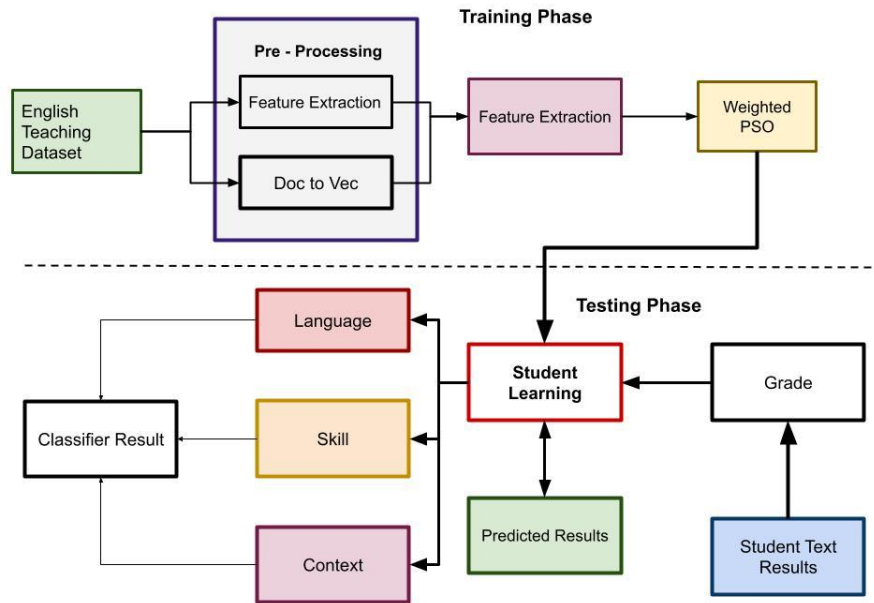 Training Phase
Pre - Processing
English
Teaching
Dataset
Feature Extraction
Doc to Vec
Feature Extraction
Weighted
PSO
Testing Phase
Language
Skill
Context
Classifier Result
Student
Learning
Predicted Results
Grade
Student Text
Results